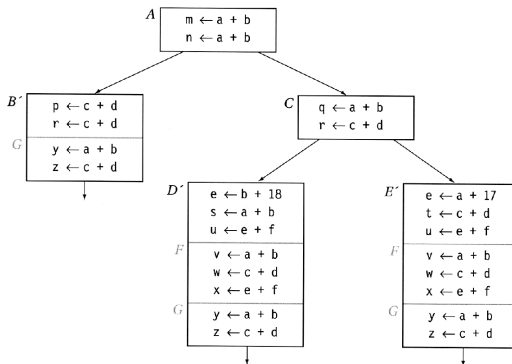 A
m ← a + b
n ← a + b
B′
p ← c + d
r ← c + d
G
y ← a + b
z ← c + d
C
q ← a + b
r ← c + d
D′
e ← b + 18
s ← a + b
u ← e + f
F
v ← a + b
w ← c + d
x ← e + f
G
y ← a + b
z ← c + d
E′
e ← a + 17
t ← c + d
u ← e + f
F
v ← a + b
w ← c + d
x ← e + f
G
y ← a + b
z ← c + d